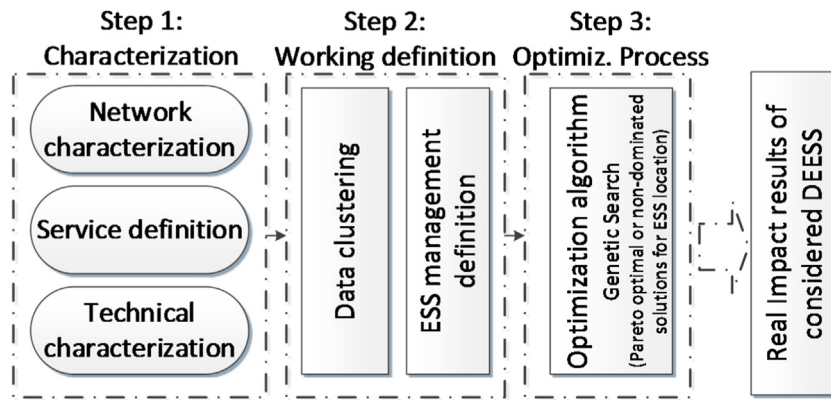 Step 1:
Characterization
Network
characterization
Service definition
Technical
characterization
Step 2:
Working definition
Data clustering
ESS management
definition
Step 3:
Optimiz. Process
Optimization algorithm
Genetic Search
(Pareto optimal or non-dominated
solutions for ESS location)
Real Impact results of
considered DEESS